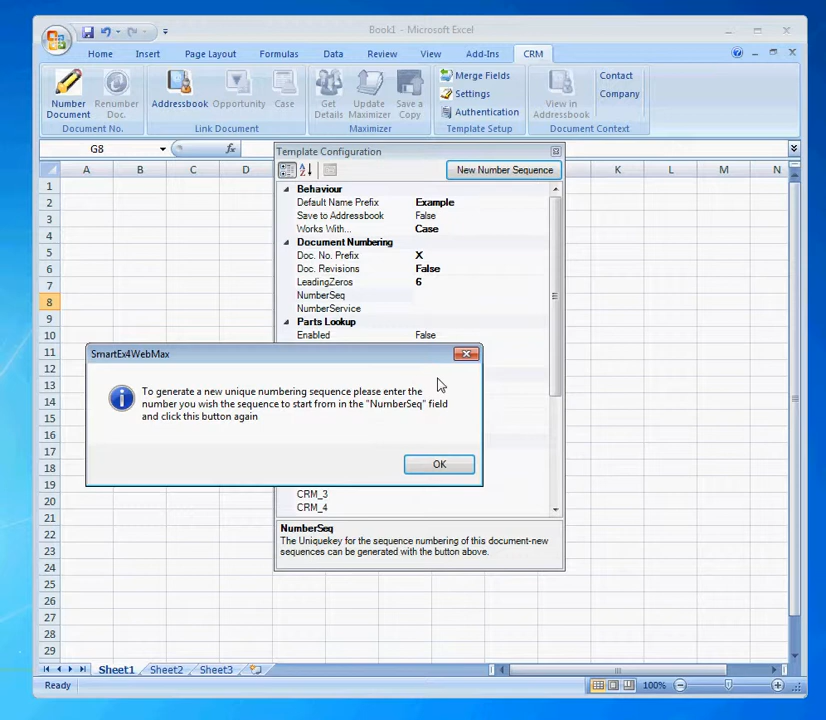 Book1 - Microsoft Excel
Home Insert Page Layout Formulas Data Review View Add-Ins CRM
Number Document
Renumber Doc.
Document No.
Addressbook Opportunity Case
Link Document
Get Details
Update Maximizer
Save a Copy
Maximizer
Merge Fields
Settings
Authentication
Template Setup
View in Addressbook
Contact
Company
Document Context
G8
fx
Template Configuration
New Number Sequence
A B C D K L M N
1
2
3
4
5
6
7
8
9
10
11
12
13
14
15
16
17
18
19
20
21
22
23
24
25
26
27
28
29
Behaviour
Default Name Prefix Example
Save to Addressbook False
Works With... Case
Document Numbering
Doc. No. Prefix X
Doc. Revisions False
LeadingZeros 6
NumberSeq
NumberService
Parts Lookup
Enabled False
SmartEx4WebMax
To generate a new unique numbering sequence please enter the
number you wish the sequence to start from in the "NumberSeq" field
and click this button again
OK
CRM_3
CRM_4
NumberSeq
The Uniquekey for the sequence numbering of this document-new
sequences can be generated with the button above.
Sheet1 Sheet2 Sheet3
Ready
100%